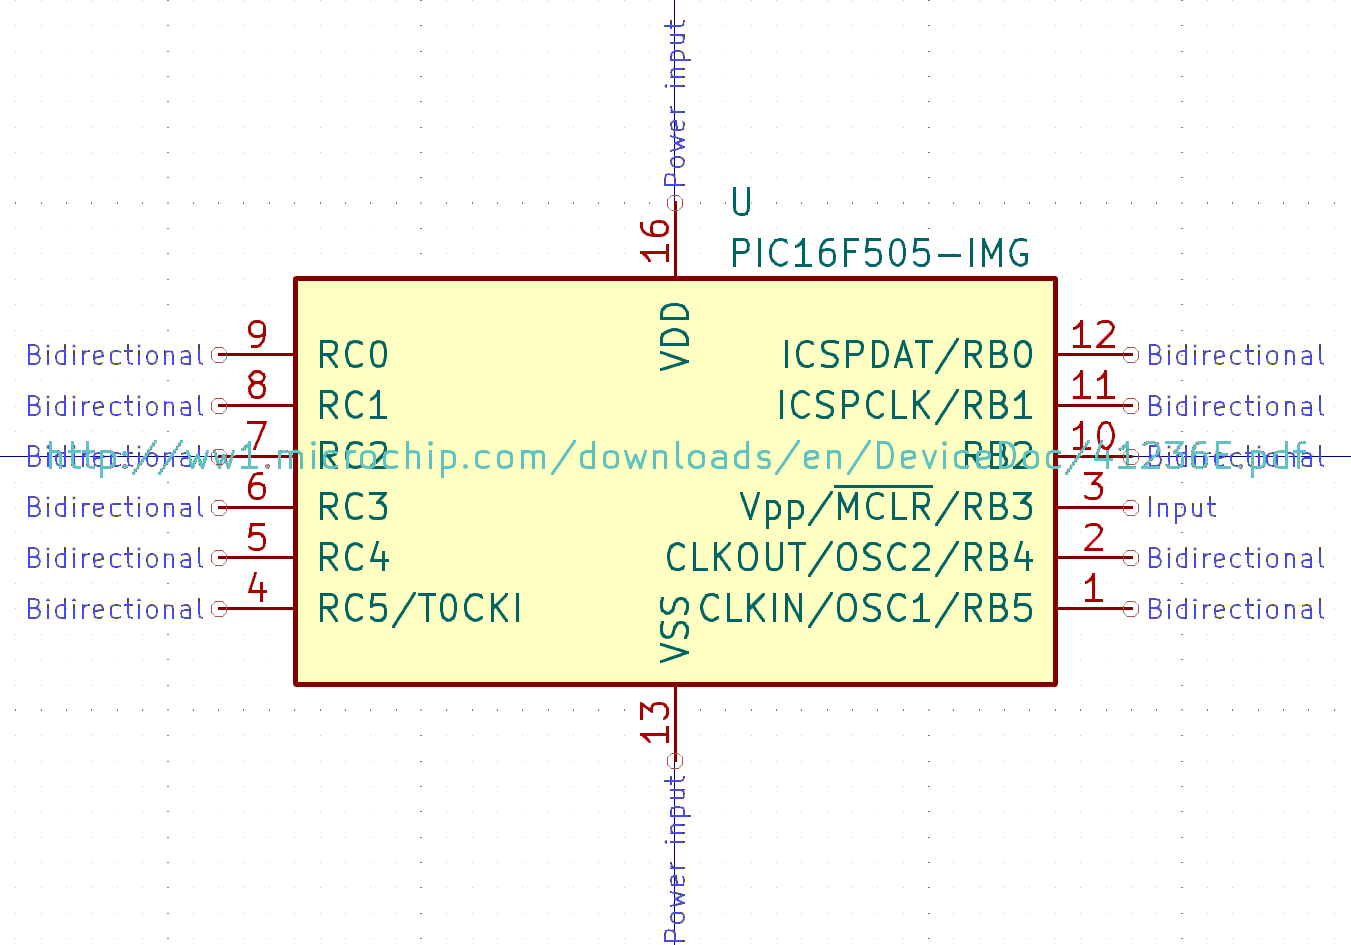 Power input
U
16
PIC16F505-IMG
VDD
Bidirectional 9 RC0 ICSPDAT/RB0 12 Bidirectional
Bidirectional 8 RC1 ICSPCLK/RB1 11 Bidirectional
Bidirectional 7 RC2 RB2 10 Bidirectional
http://ww1.microchip.com/downloads/en/DeviceDoc/41236E.pdf
Bidirectional 6 RC3 Vpp/MCLR/RB3 3 Input
Bidirectional 5 RC4 CLKOUT/OSC2/RB4 2 Bidirectional
Bidirectional 4 RC5/T0CKI CLKIN/OSC1/RB5 1 Bidirectional
VSS
13
Power input